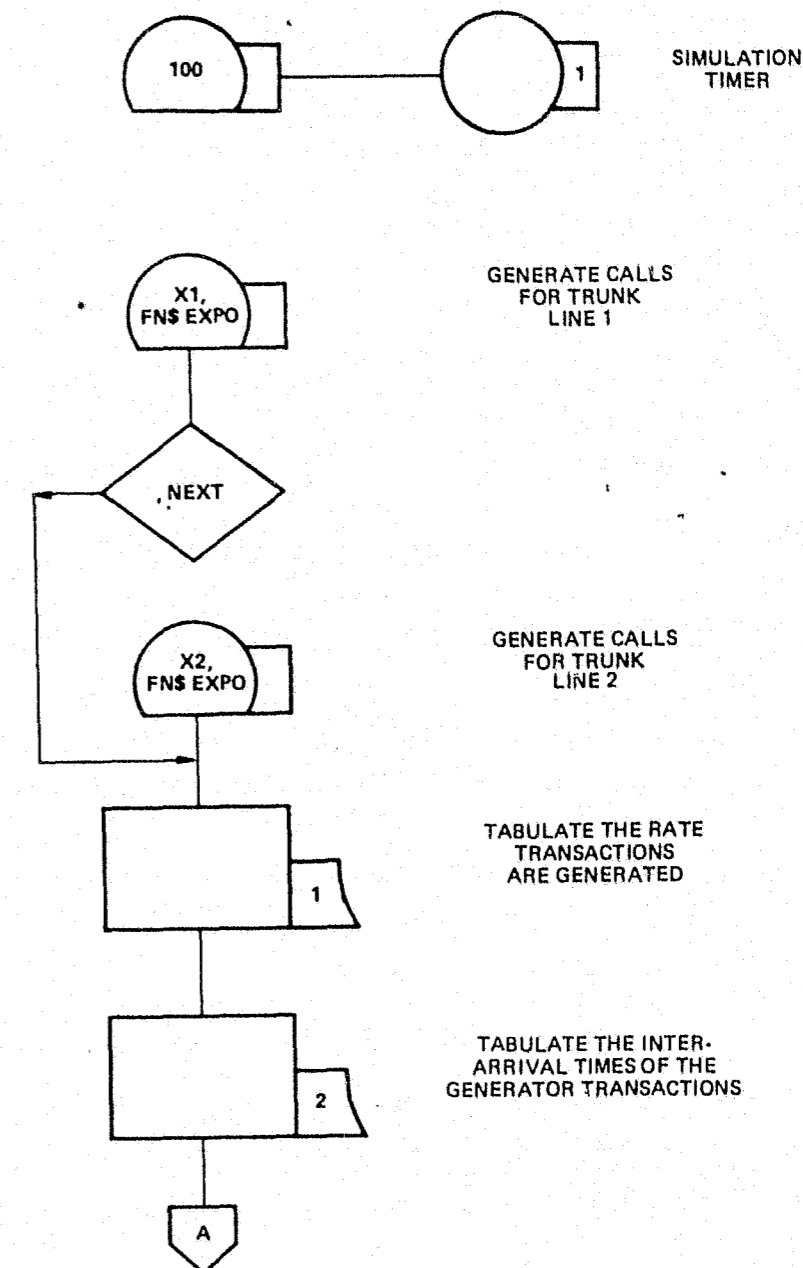 100
1
SIMULATION
TIMER
X1,
FN$ EXPO
GENERATE CALLS
FOR TRUNK
LINE 1
NEXT
X2,
FN$ EXPO
GENERATE CALLS
FOR TRUNK
LINE 2
1
TABULATE THE RATE
TRANSACTIONS
ARE GENERATED
2
TABULATE THE INTER-
ARRIVAL TIMES OF THE
GENERATOR TRANSACTIONS
A